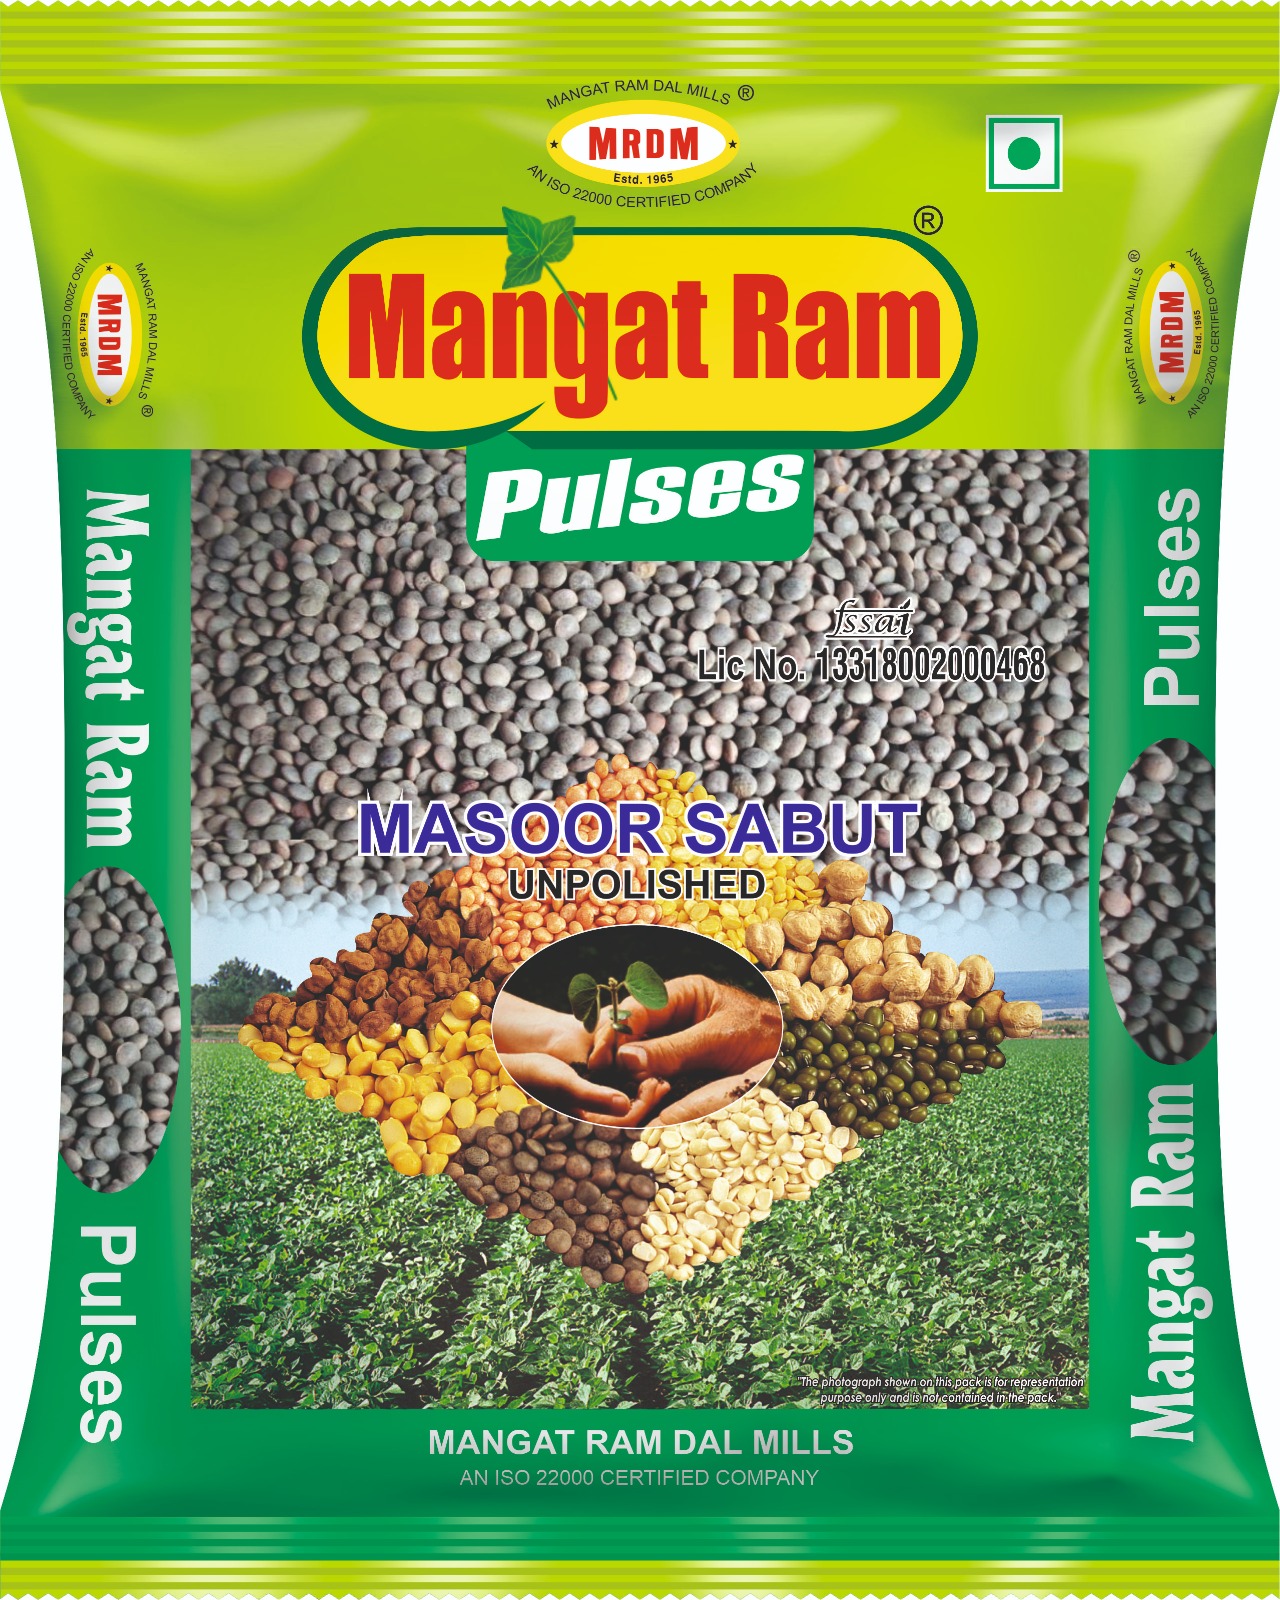 MANGAT RAM DAL MILLS ®
MRDM
Estd. 1965
AN ISO 22000 CERTIFIED COMPANY
®
Mangat Ram
Pulses
MANGAT RAM DAL MILLS ®
MRDM
Estd. 1965
AN ISO 22000 CERTIFIED COMPANY
MANGAT RAM DAL MILLS ®
MRDM
Estd. 1965
AN ISO 22000 CERTIFIED COMPANY
Mangat Ram
Pulses
Pulses
Mangat Ram
fssai
Lic No. 13318002000468
MASOOR SABUT
UNPOLISHED
"The photograph shown on this pack is for representation
purpose only and is not contained in the pack."
MANGAT RAM DAL MILLS
AN ISO 22000 CERTIFIED COMPANY